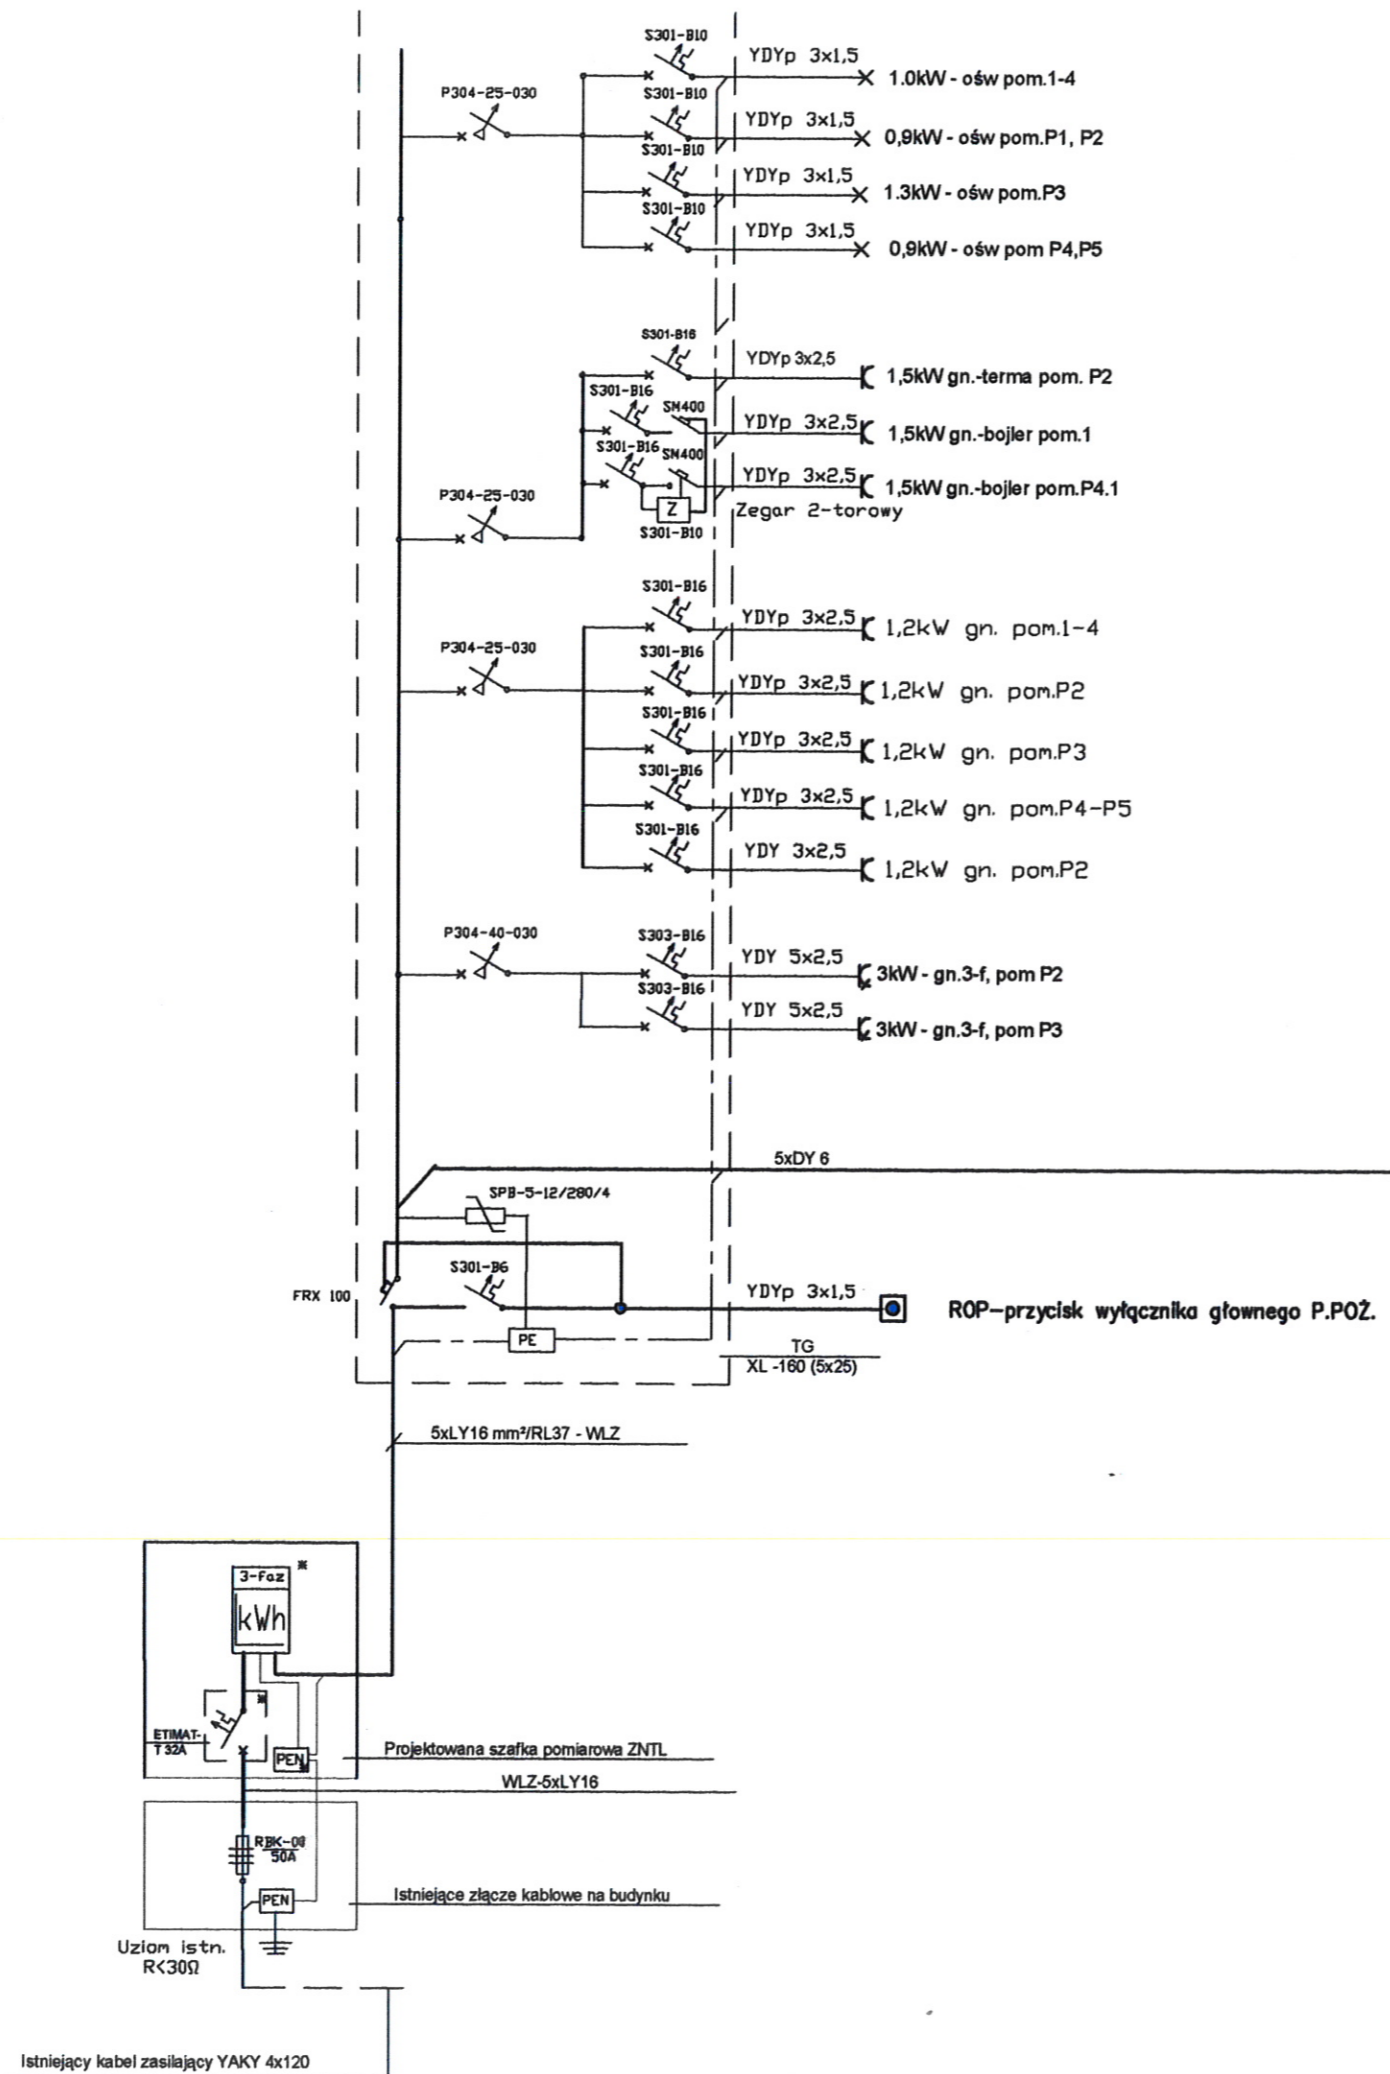 S301-B10
YDYp 3x1,5
1.0kW - ośw pom.1-4
P304-25-030
S301-B10
YDYp 3x1,5
0,9kW - ośw pom.P1, P2
S301-B10
YDYp 3x1,5
1.3kW - ośw pom.P3
S301-B10
YDYp 3x1,5
0,9kW - ośw pom P4,P5
S301-B16
YDYp 3x2,5
1,5kW gn.-terma pom. P2
S301-B16
SM400
YDYp 3x2,5
1,5kW gn.-bojler pom.1
S301-B16
SM400
YDYp 3x2,5
1,5kW gn.-bojler pom.P4.1
P304-25-030
Z
Zegar 2-torowy
S301-B10
S301-B16
YDYp 3x2,5
1,2kW gn. pom.1-4
P304-25-030
S301-B16
YDYp 3x2,5
1,2kW gn. pom.P2
S301-B16
YDYp 3x2,5
1,2kW gn. pom.P3
S301-B16
YDYp 3x2,5
1,2kW gn. pom.P4-P5
S301-B16
YDY 3x2,5
1,2kW gn. pom.P2
P304-40-030
S303-B16
YDY 5x2,5
3kW - gn.3-f, pom P2
S303-B16
YDY 5x2,5
3kW - gn.3-f, pom P3
5xDY 6
SPB-5-12/280/4
S301-B6
FRX 100
YDYp 3x1,5
ROP-przycisk wyłącznika głownego P.POŻ.
PE
TG
XL -160 (5x25)
5xLY16 mm²/RL37 - WLZ
3-faz
kWh
ETIMAT-
T 32A
PEN
Projektowana szafka pomiarowa ZNTL
WLZ-5xLY16
RBK-00
50A
PEN
Istniejące złącze kablowe na budynku
Uziom istn.
R<30Ω
Istniejący kabel zasilający YAKY 4x120